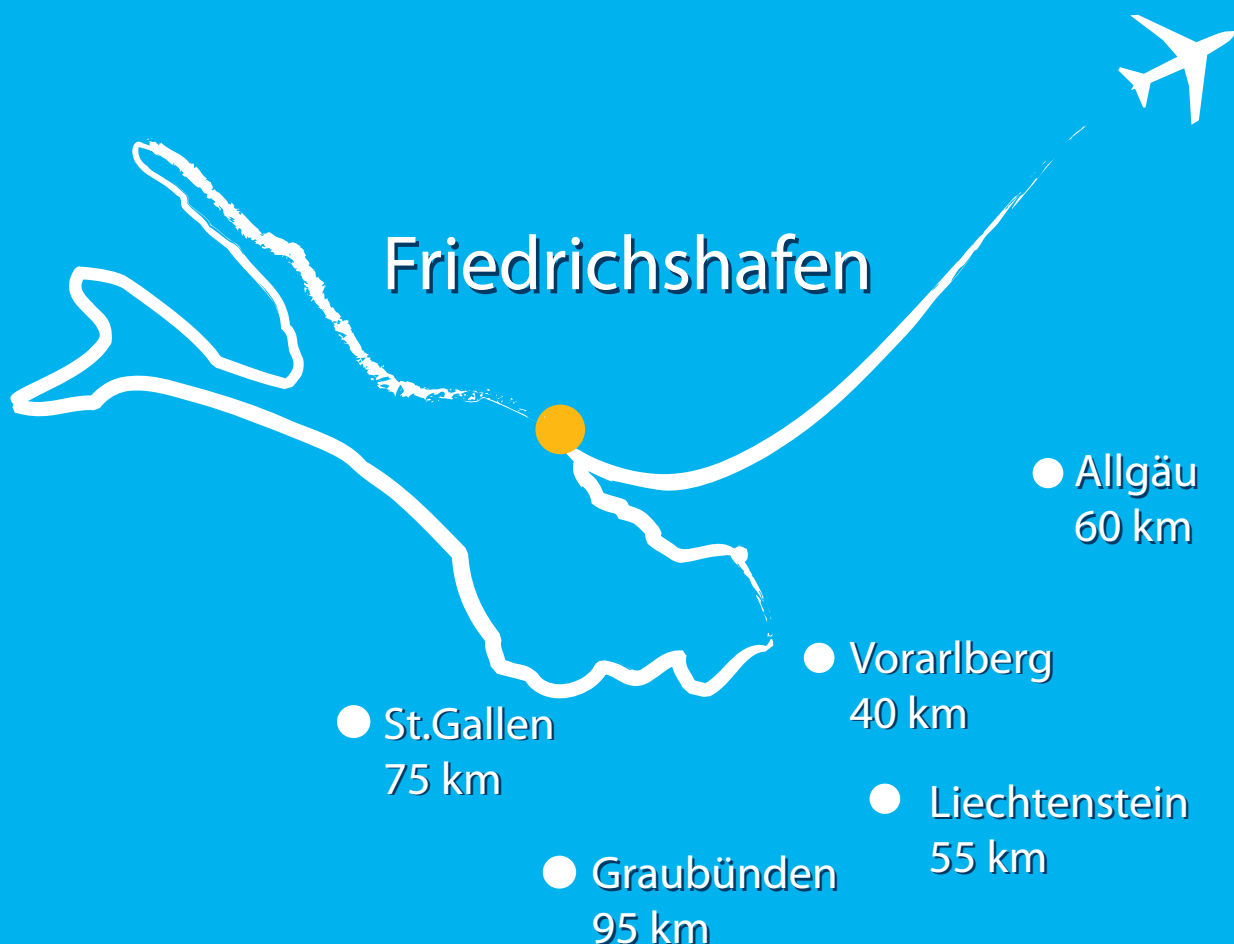 Friedrichshafen
Allgäu
60 km
Vorarlberg
40 km
St.Gallen
75 km
Liechtenstein
55 km
Graubünden
95 km